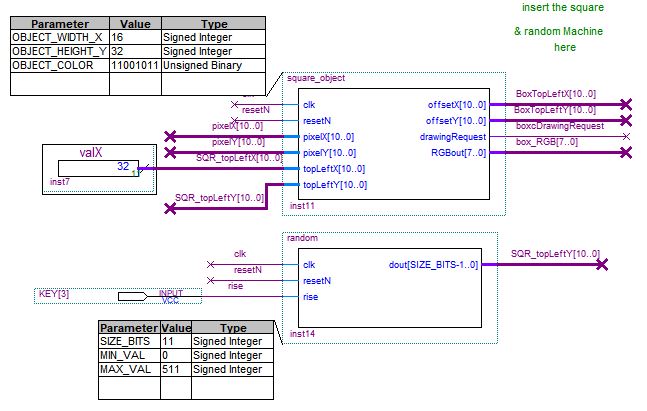 insert the square
& random Machine
here
Parameter Value Type
OBJECT_WIDTH_X 16 Signed Integer
OBJECT_HEIGHT_Y 32 Signed Integer
OBJECT_COLOR 11001011 Unsigned Binary
square_object
clk offsetX[10..0] BoxTopLeftX[10..0]
resetN resetN offsetY[10..0] BoxTopLeftY[10..0]
pixelX[10..0] pixelX[10..0] drawingRequest boxcDrawingRequest
pixelY[10..0] pixelY[10..0] RGBout[7..0] box_RGB[7..0]
SQR_topLeftX[10..0] topLeftX[10..0]
SQR_topLeftY[10..0] topLeftY[10..0]
inst11
valX
32
inst7
random
clk clk dout[SIZE_BITS-1..0] SQR_topLeftY[10..0]
resetN resetN
rise rise
KEY[3] INPUT
VCC
inst14
Parameter Value Type
SIZE_BITS 11 Signed Integer
MIN_VAL 0 Signed Integer
MAX_VAL 511 Signed Integer